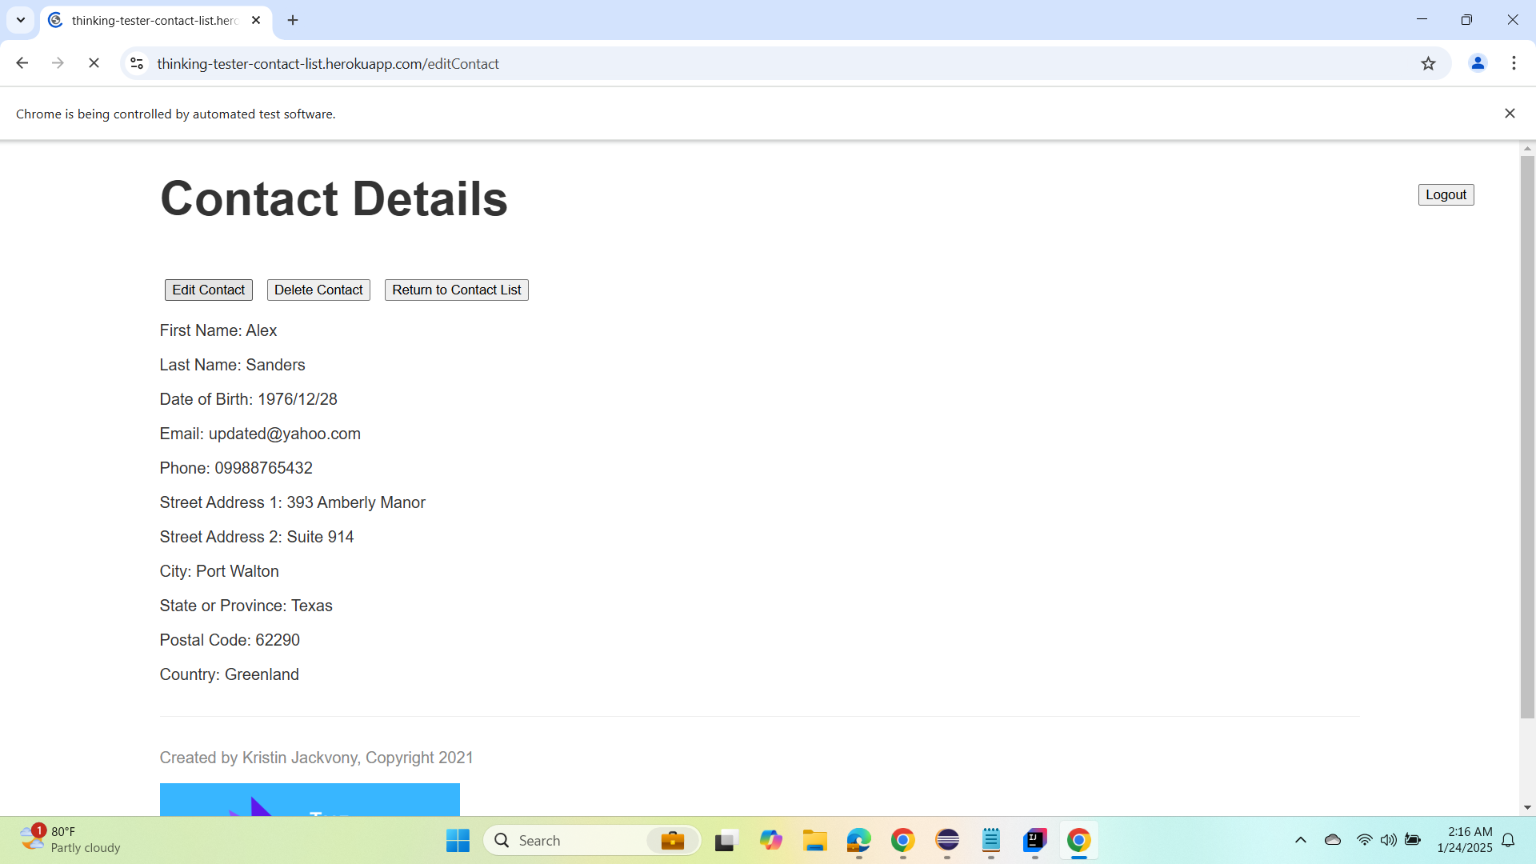 thinking-tester-contact-list.herc
thinking-tester-contact-list.herokuapp.com/editContact
Chrome is being controlled by automated test software.
Contact Details
Logout
Edit Contact Delete Contact Return to Contact List
First Name: Alex
Last Name: Sanders
Date of Birth: 1976/12/28
Email: updated@yahoo.com
Phone: 09988765432
Street Address 1: 393 Amberly Manor
Street Address 2: Suite 914
City: Port Walton
State or Province: Texas
Postal Code: 62290
Country: Greenland
Created by Kristin Jackvony, Copyright 2021
1
80°F
Partly cloudy
Search
2:16 AM
1/24/2025